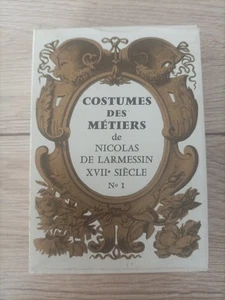 COSTUMES
DES
MÉTIERS
de
NICOLAS
DE LARMESSIN
XVIIe SIÈCLE
No 1